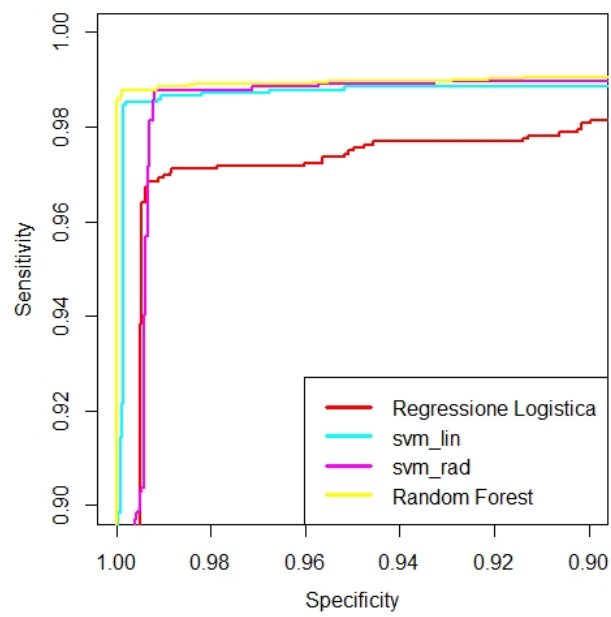 1.00
0.98
0.96
0.94
0.92
0.90
Sensitivity
Regressione Logistica
svm_lin
svm_rad
Random Forest
1.00 0.98 0.96 0.94 0.92 0.90
Specificity